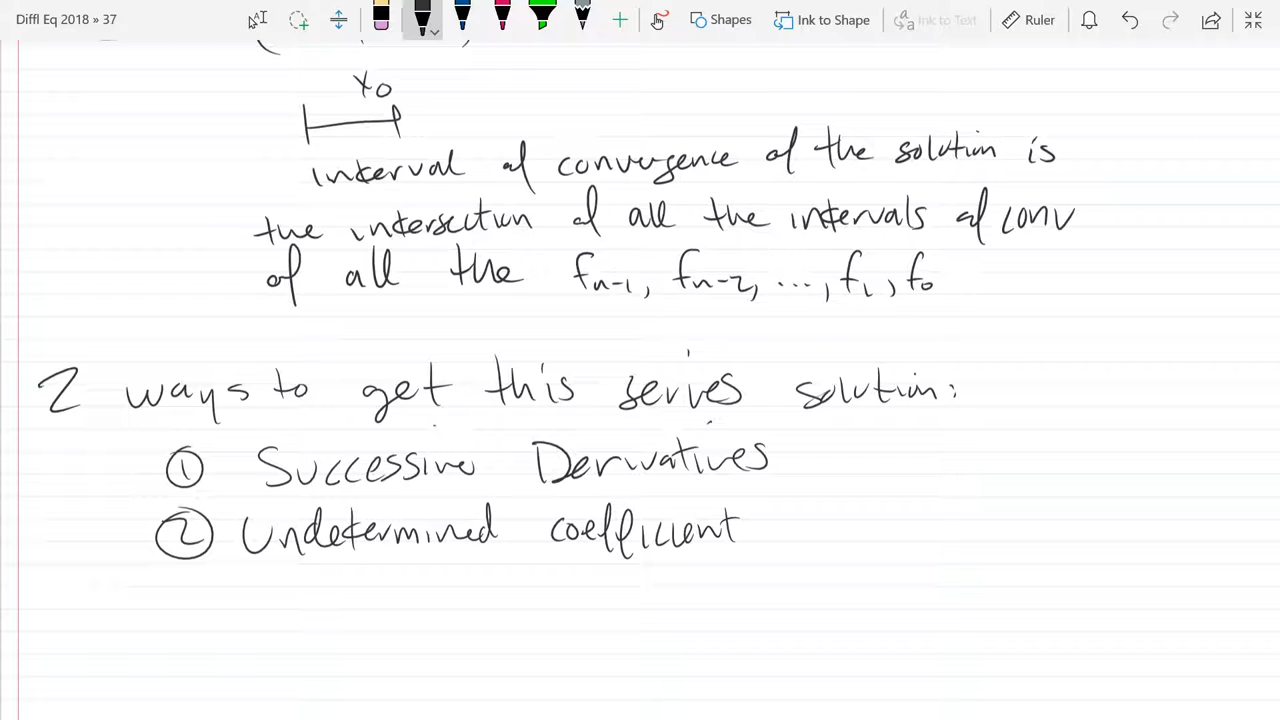 Diffl Eq 2018 » 37
Shapes
Ink to Shape
Ink to Text
Ruler
x₀
interval of convergence of the solution is
the intersection of all the intervals of conv
of all the fₙ₋₁, fₙ₋₂, ..., f₁, f₀
2 ways to get this series solution:
① Successive Derivatives
② Undetermined coefficient